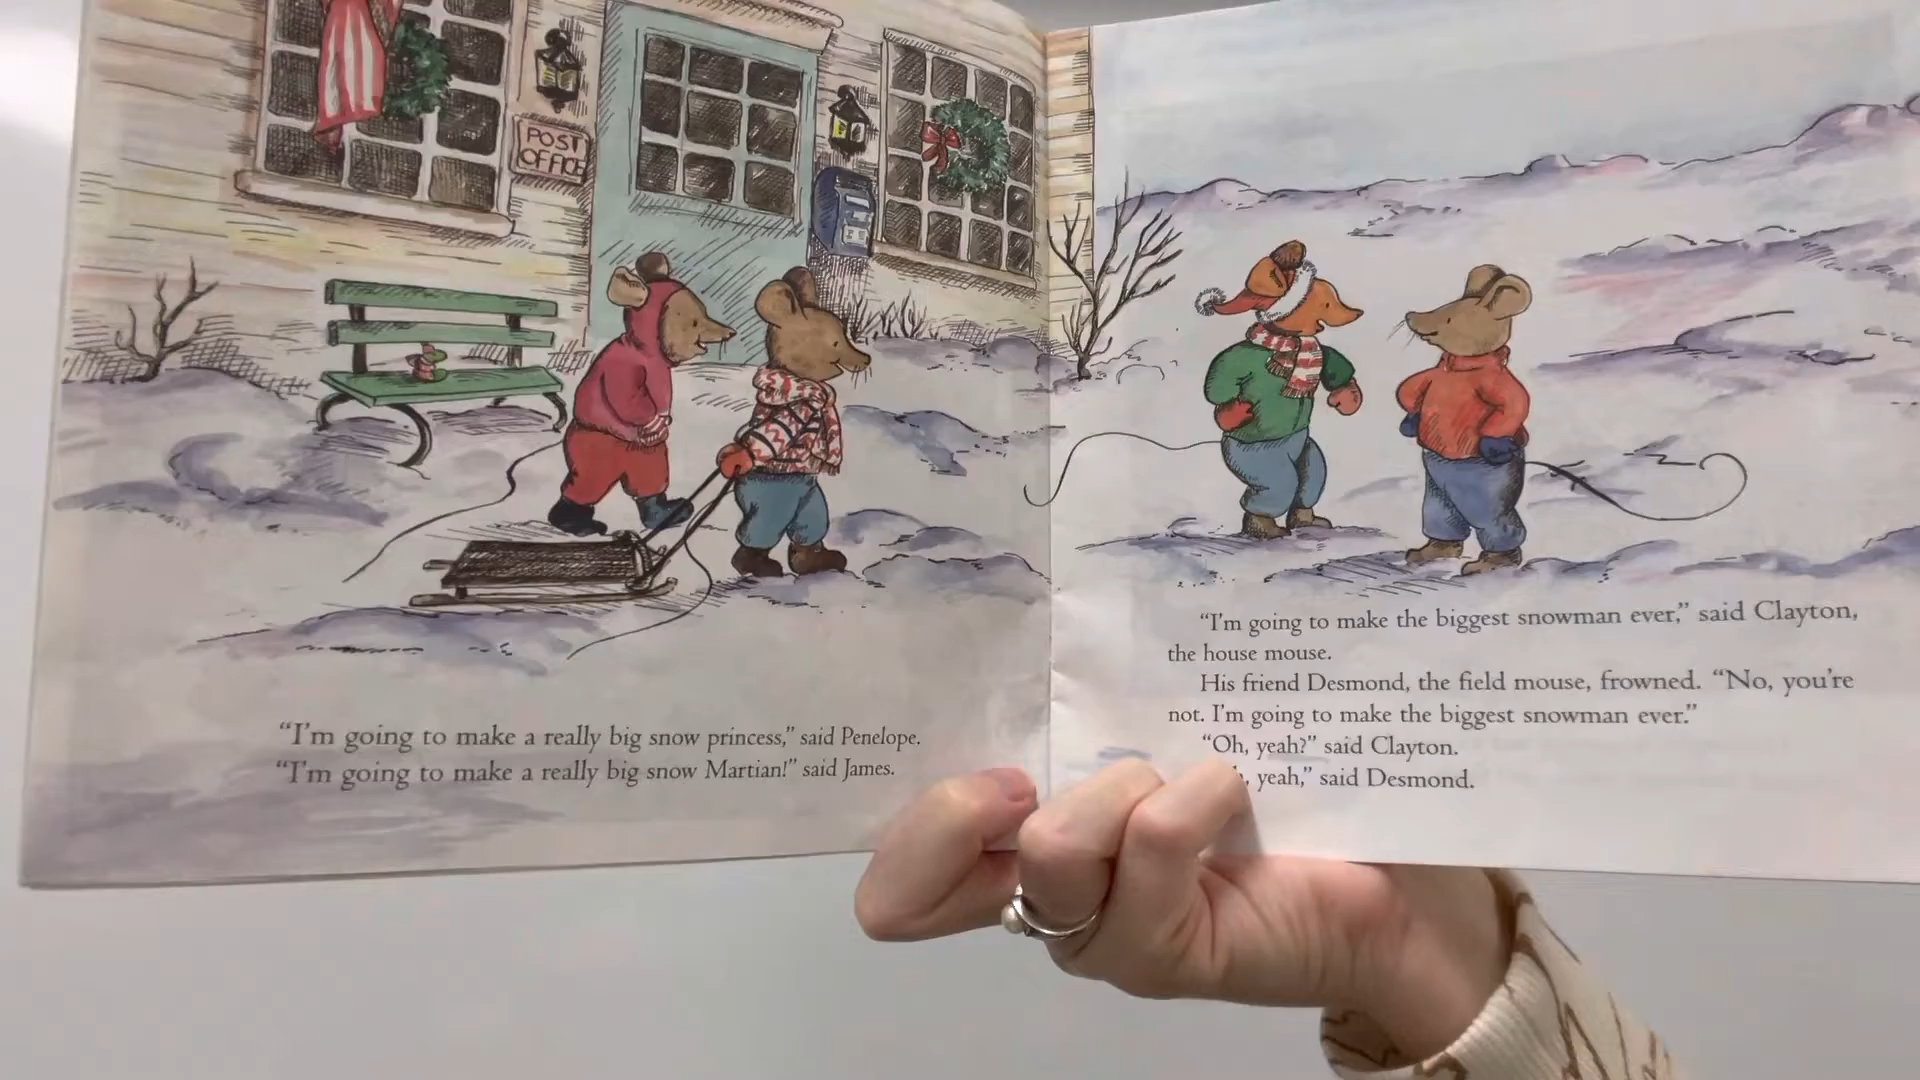 POST
OFFICE
"I'm going to make a really big snow princess," said Penelope.
"I'm going to make a really big snow Martian!" said James.
"I'm going to make the biggest snowman ever," said Clayton,
the house mouse.
His friend Desmond, the field mouse, frowned. "No, you're
not. I'm going to make the biggest snowman ever."
"Oh, yeah?" said Clayton.
yeah," said Desmond.